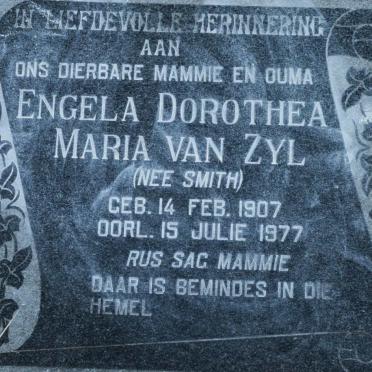 IN LIEFDEVOLLE HERINNERING
AAN
ONS DIERBARE MAMMIE EN OUMA
ENGELA DOROTHEA
MARIA VAN ZYL
(NEE SMITH)
GEB. 14 FEB. 1907
OORL. 15 JULIE 1977
RUS SAG MAMMIE
DAAR IS BEMINDES IN DIE
HEMEL